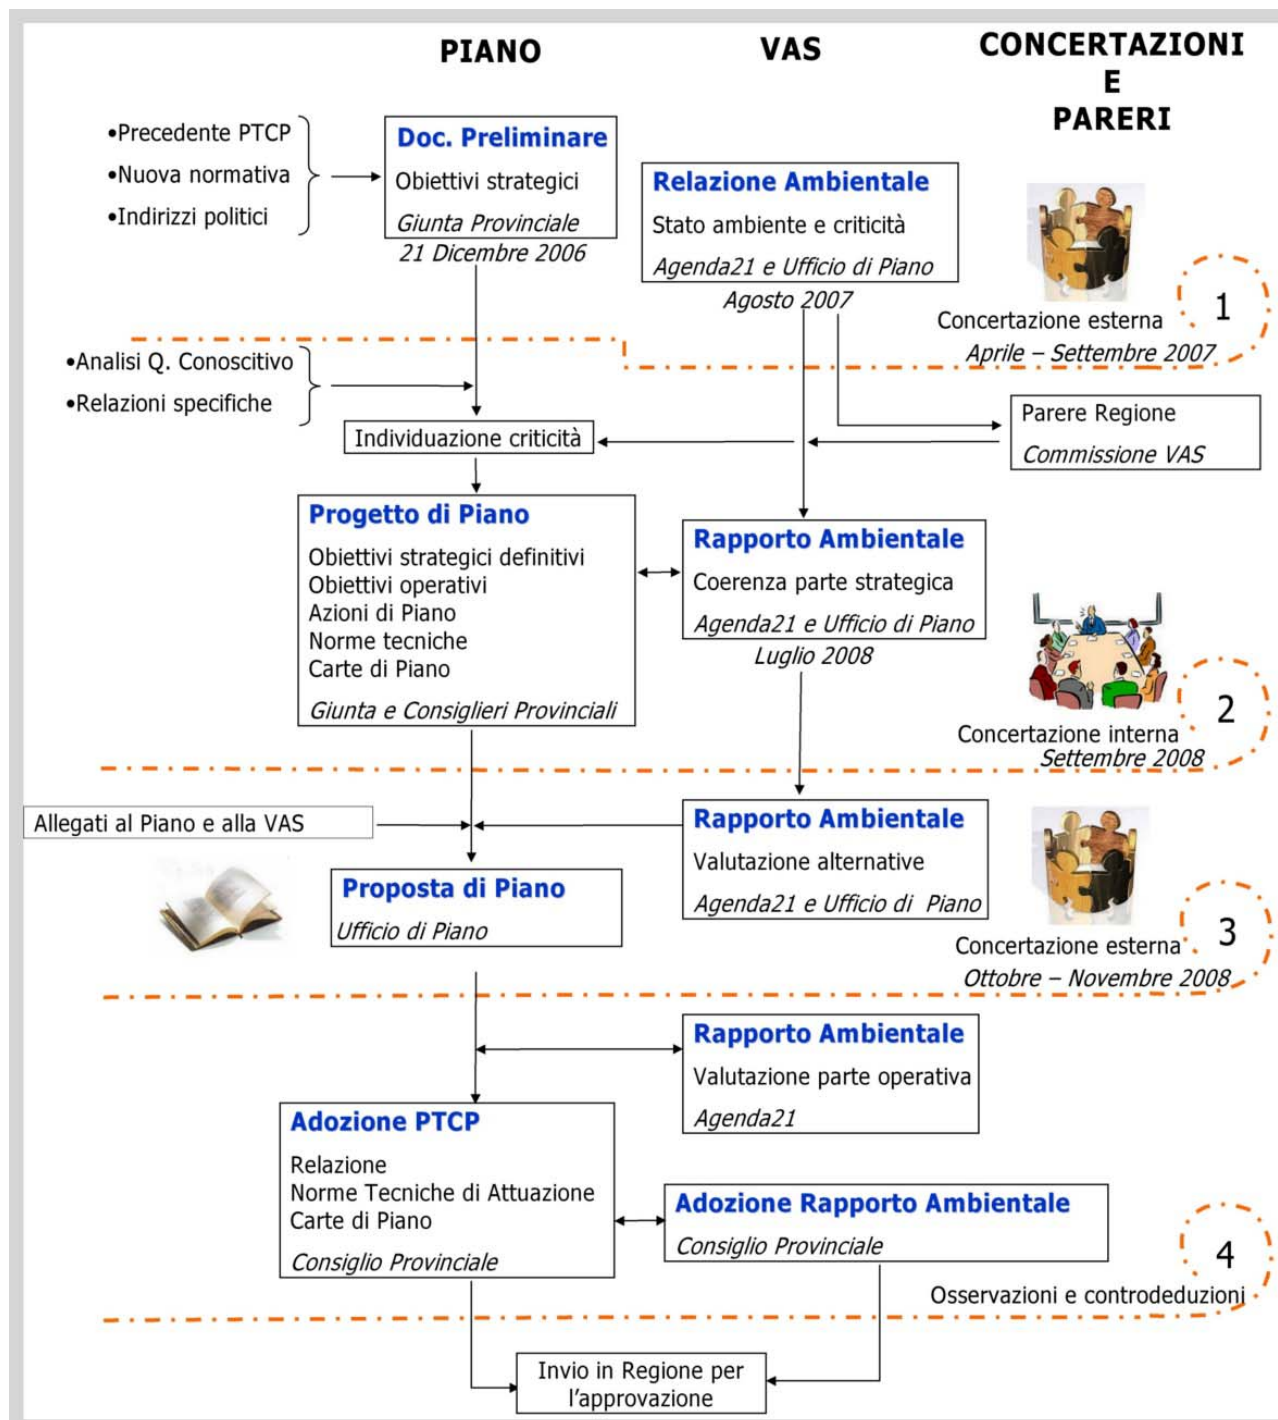 PIANO
VAS
CONCERTAZIONI
E
PARERI
•Precedente PTCP
•Nuova normativa
•Indirizzi politici
Doc. Preliminare
Obiettivi strategici
Giunta Provinciale
21 Dicembre 2006
Relazione Ambientale
Stato ambiente e criticità
Agenda21 e Ufficio di Piano
Agosto 2007
Concertazione esterna
Aprile – Settembre 2007
1
•Analisi Q. Conoscitivo
•Relazioni specifiche
Individuazione criticità
Parere Regione
Commissione VAS
Progetto di Piano
Obiettivi strategici definitivi
Obiettivi operativi
Azioni di Piano
Norme tecniche
Carte di Piano
Giunta e Consiglieri Provinciali
Rapporto Ambientale
Coerenza parte strategica
Agenda21 e Ufficio di Piano
Luglio 2008
Concertazione interna
Settembre 2008
2
Allegati al Piano e alla VAS
Proposta di Piano
Ufficio di Piano
Rapporto Ambientale
Valutazione alternative
Agenda21 e Ufficio di Piano
Concertazione esterna
Ottobre – Novembre 2008
3
Rapporto Ambientale
Valutazione parte operativa
Agenda21
Adozione PTCP
Relazione
Norme Tecniche di Attuazione
Carte di Piano
Consiglio Provinciale
Adozione Rapporto Ambientale
Consiglio Provinciale
4
Osservazioni e controdeduzioni
Invio in Regione per
l'approvazione